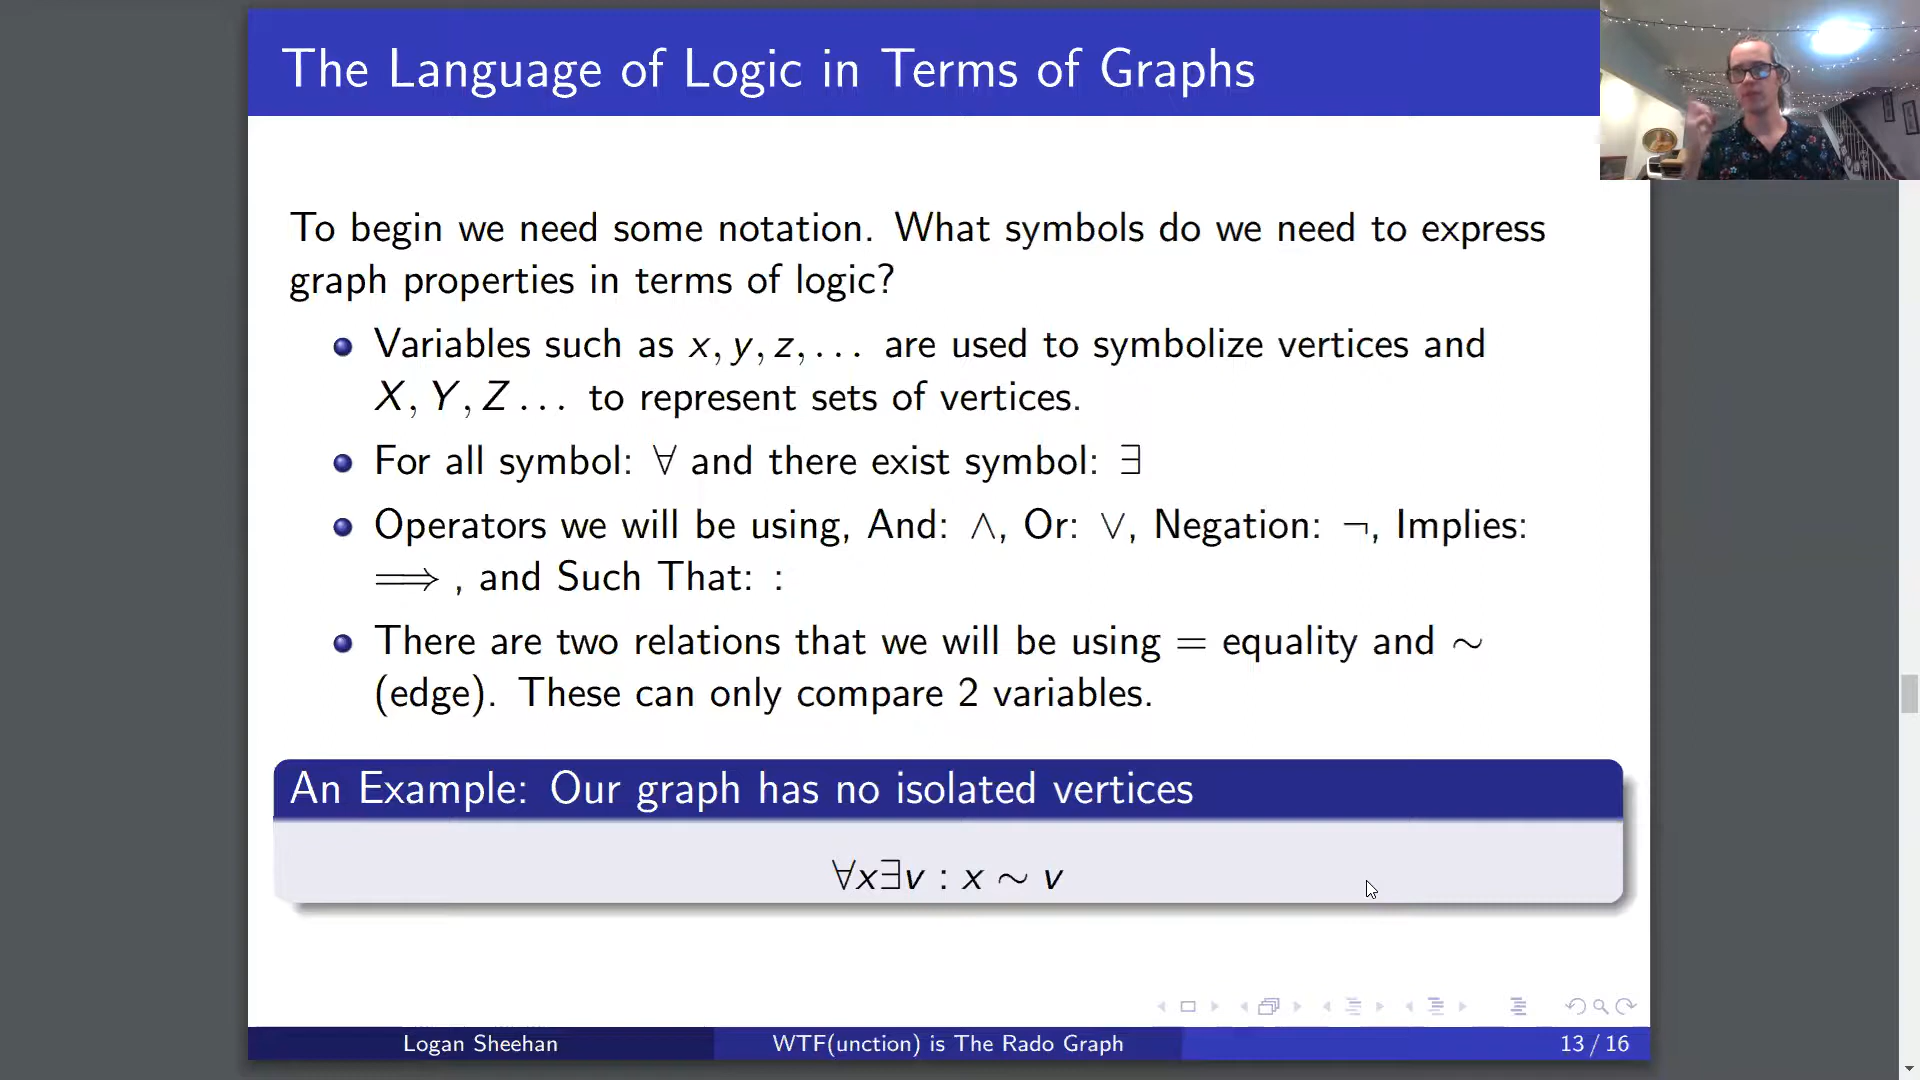 The Language of Logic in Terms of Graphs
To begin we need some notation. What symbols do we need to express
graph properties in terms of logic?
Variables such as x, y, z, . . . are used to symbolize vertices and
X, Y, Z . . . to represent sets of vertices.
For all symbol: ∀ and there exist symbol: ∃
Operators we will be using, And: ∧, Or: ∨, Negation: ¬, Implies:
⟹ , and Such That: :
There are two relations that we will be using = equality and ∼
(edge). These can only compare 2 variables.
An Example: Our graph has no isolated vertices
∀x∃v : x ∼ v
Logan Sheehan
WTF(unction) is The Rado Graph
13 / 16